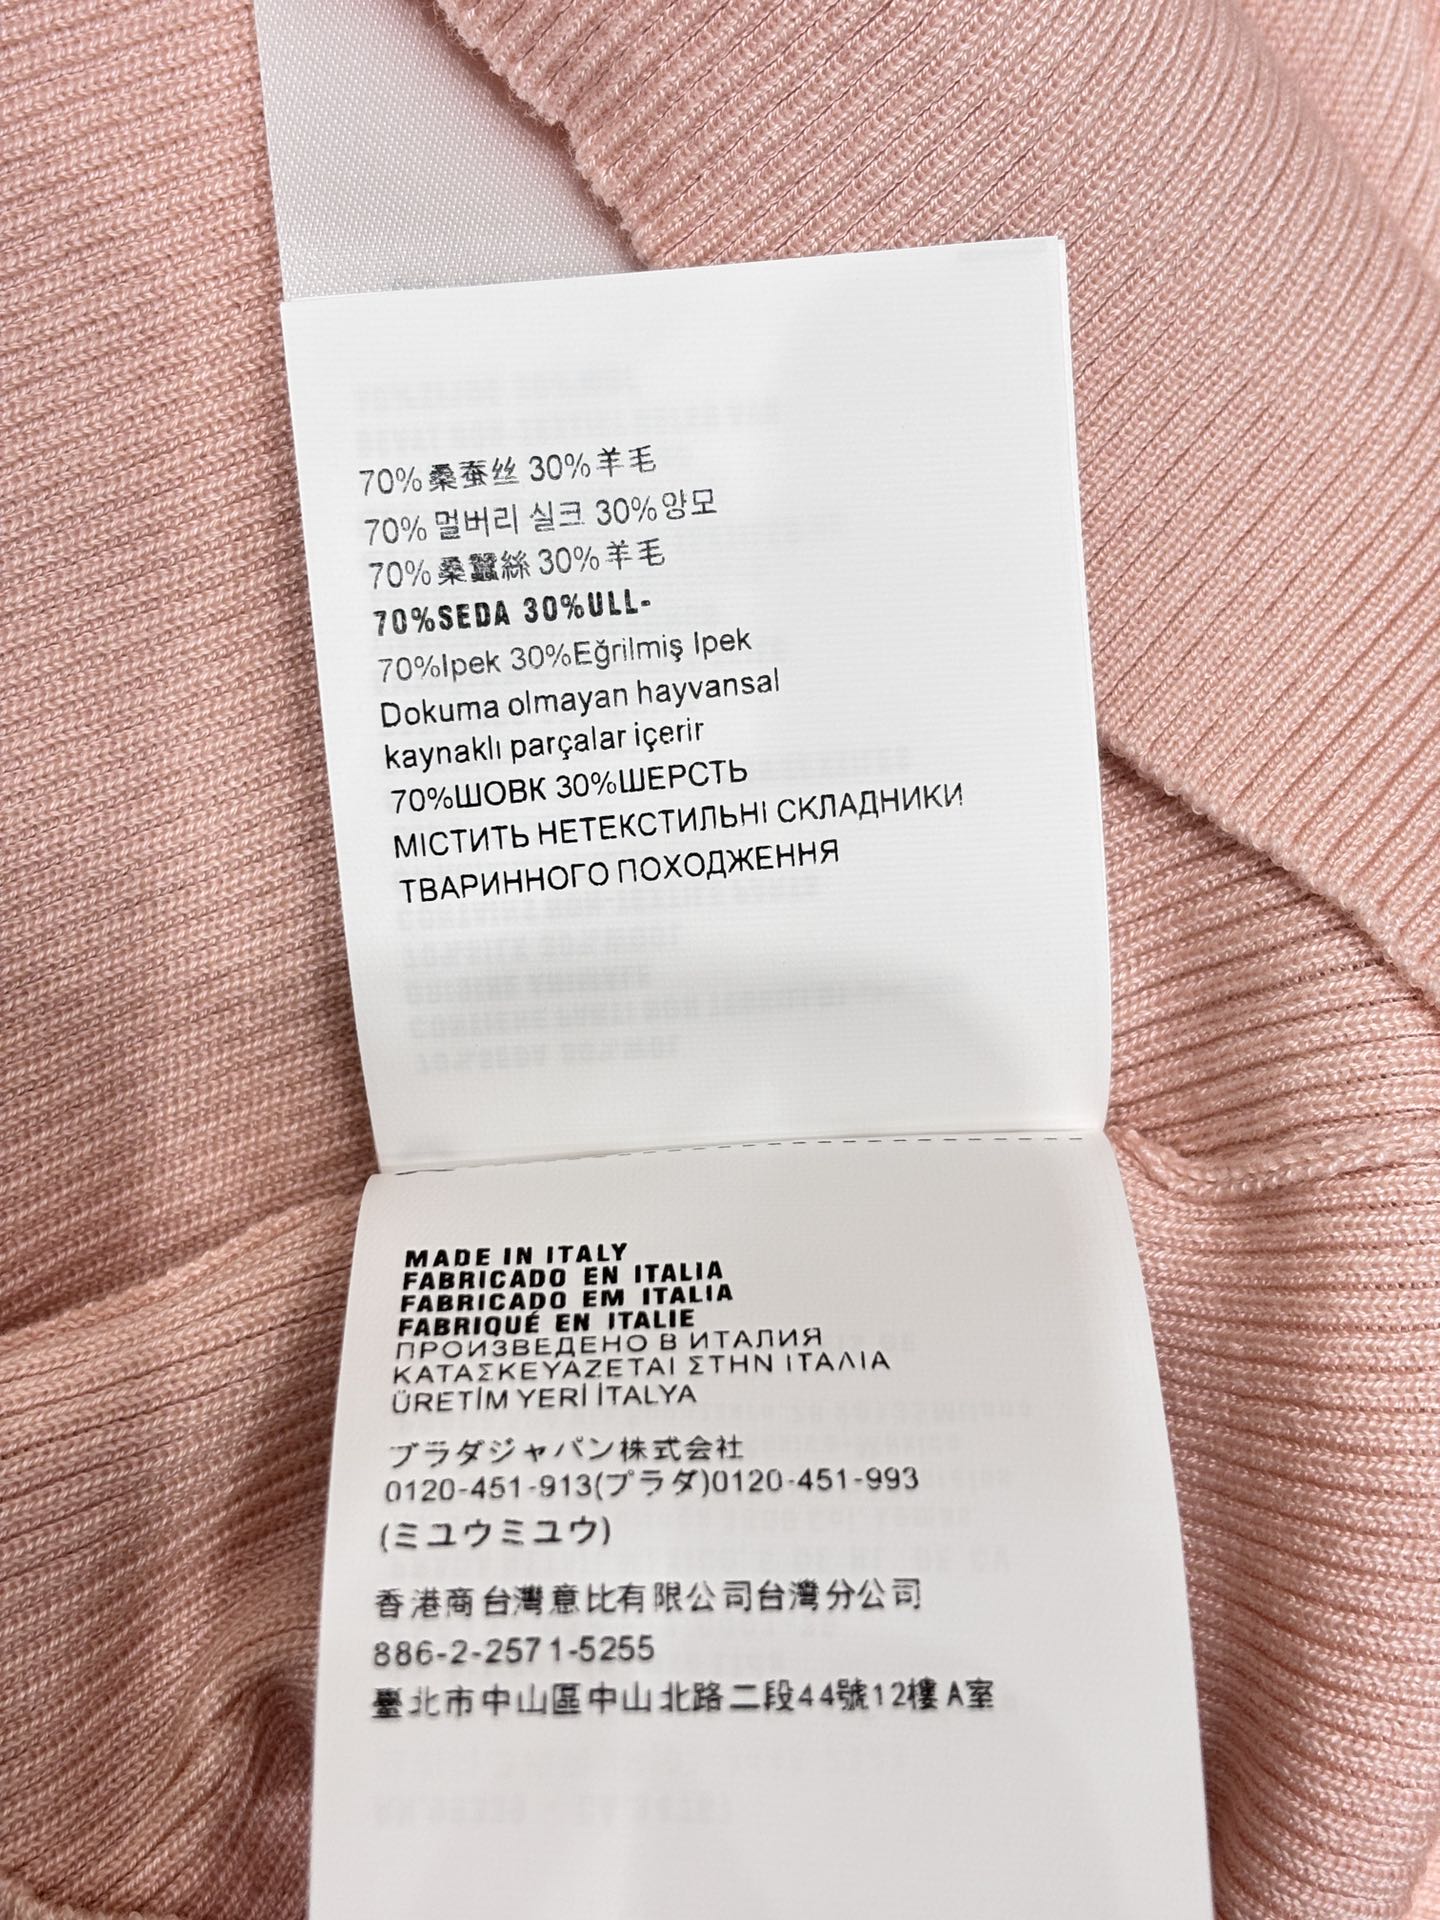 70%桑蚕丝 30%羊毛
70% 멀버리 실크 30%양모
70%桑蠶絲 30%羊毛
70%SEDA 30%ULL-
70%Ipek 30%Eğrilmiş Ipek
Dokuma olmayan hayvansal
kaynaklı parçalar içerir
70%ШОВК 30%ШЕРСТЬ
МІСТИТЬ НЕТЕКСТИЛЬНІ СКЛАДНИКИ
ТВАРИННОГО ПОХОДЖЕННЯ
MADE IN ITALY
FABRICADO EN ITALIA
FABRICADO EM ITALIA
FABRIQUÉ EN ITALIE
ПРОИЗВЕДЕНО В ИТАЛИЯ
ΚΑΤΑΣΚΕΥΑΖΕΤΑΙ ΣΤΗΝ ΙΤΑΛΙΑ
ÜRETİM YERİ İTALYA
プラダジャパン株式会社
0120-451-913(プラダ)0120-451-993
(ミユウミユウ)
香港商台灣意比有限公司台灣分公司
886-2-2571-5255
臺北市中山區中山北路二段44號12樓A室